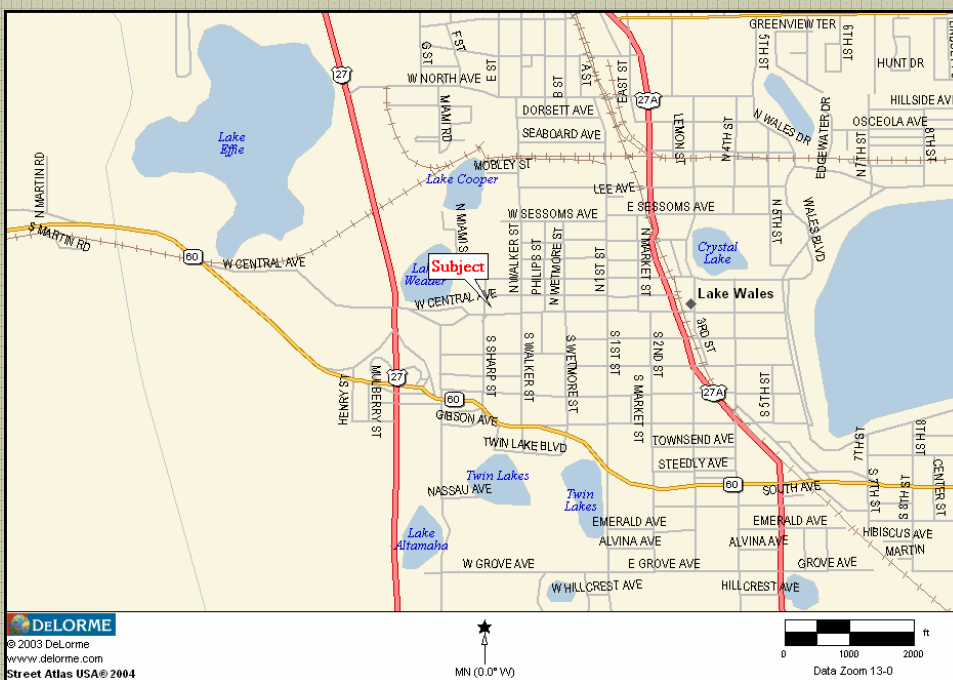 GREENVIEW TER
5TH ST
6TH ST
HUNT DR
G ST
F ST
E ST
B ST
A ST
EAST ST
27
27A
W NORTH AVE
DORSETT AVE
SEABOARD AVE
MIAMI RD
HILLSIDE AVE
OSCEOLA AVE
N WALES DR
EDGEWATER DR
LEMON ST
N 4TH ST
N 7TH ST
8TH ST
Lake
Effie
MOBLEY ST
Lake Cooper
LEE AVE
N MARTIN RD
S MARTIN RD
W SESSOMS AVE
E SESSOMS AVE
N MIAMI S
N 5TH ST
WALES BLVD
60
W CENTRAL AVE
N WALKER ST
PHILIPS ST
N WETMORE ST
N 1ST ST
N MARKET ST
Crystal
Lake
Subject
Weader
W CENTRAL AVE
Lake Wales
3RD ST
S SHARP ST
S WALKER ST
S WETMORE ST
S 1ST ST
S 2ND ST
S MARKET ST
27
27A
HENRY ST
MULBERRY ST
60
GIBSON AVE
S 5TH ST
TWIN LAKE BLVD
TOWNSEND AVE
STEEDLY AVE
7TH ST
8TH ST
CENTER ST
Twin Lakes
NASSAU AVE
Twin
Lakes
60
SOUTH AVE
S 7TH ST
S 8TH ST
EMERALD AVE
EMERALD AVE
HIBISCUS AVE
Lake
Altamaha
ALVINA AVE
ALVINA AVE
MARTIN
W GROVE AVE
E GROVE AVE
GROVE AVE
W HILLCREST AVE
HILLCREST AVE
DELORME
© 2003 DeLorme
www.delorme.com
Street Atlas USA® 2004
MN (0.0° W)
ft
0 1000 2000
Data Zoom 13-0